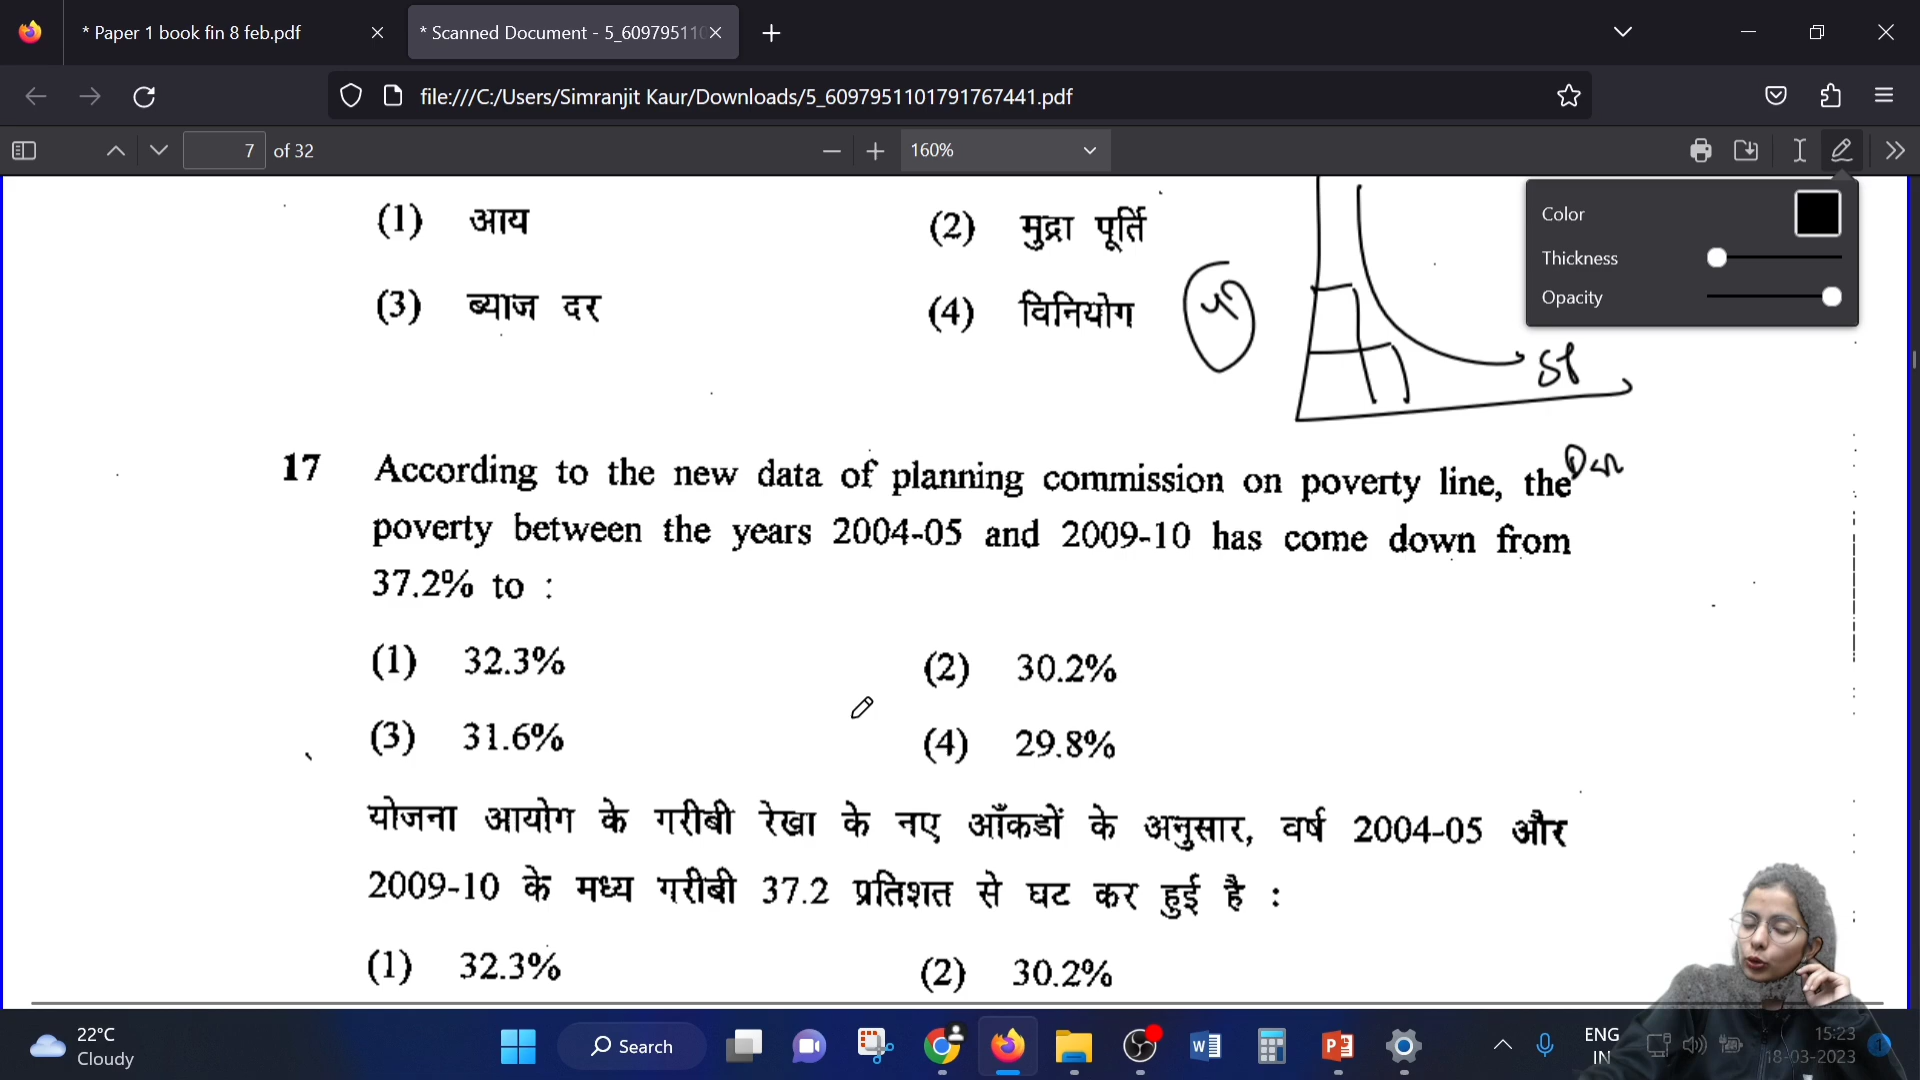 * Paper 1 book fin 8 feb.pdf
* Scanned Document - 5_609795110
file:///C:/Users/Simranjit Kaur/Downloads/5_6097951101791767441.pdf
7 of 32
160%
Color
Thickness
Opacity
(1) आय (2) मुद्रा पूर्ति
(3) ब्याज दर (4) विनियोग
17 According to the new data of planning commission on poverty line, the
poverty between the years 2004-05 and 2009-10 has come down from
37.2% to :
(1) 32.3% (2) 30.2%
(3) 31.6% (4) 29.8%
योजना आयोग के गरीबी रेखा के नए आँकडों के अनुसार, वर्ष 2004-05 और
2009-10 के मध्य गरीबी 37.2 प्रतिशत से घट कर हुई है :
(1) 32.3% (2) 30.2%
22°C
Cloudy
Search
ENG
IN
15:23
18-03-2023